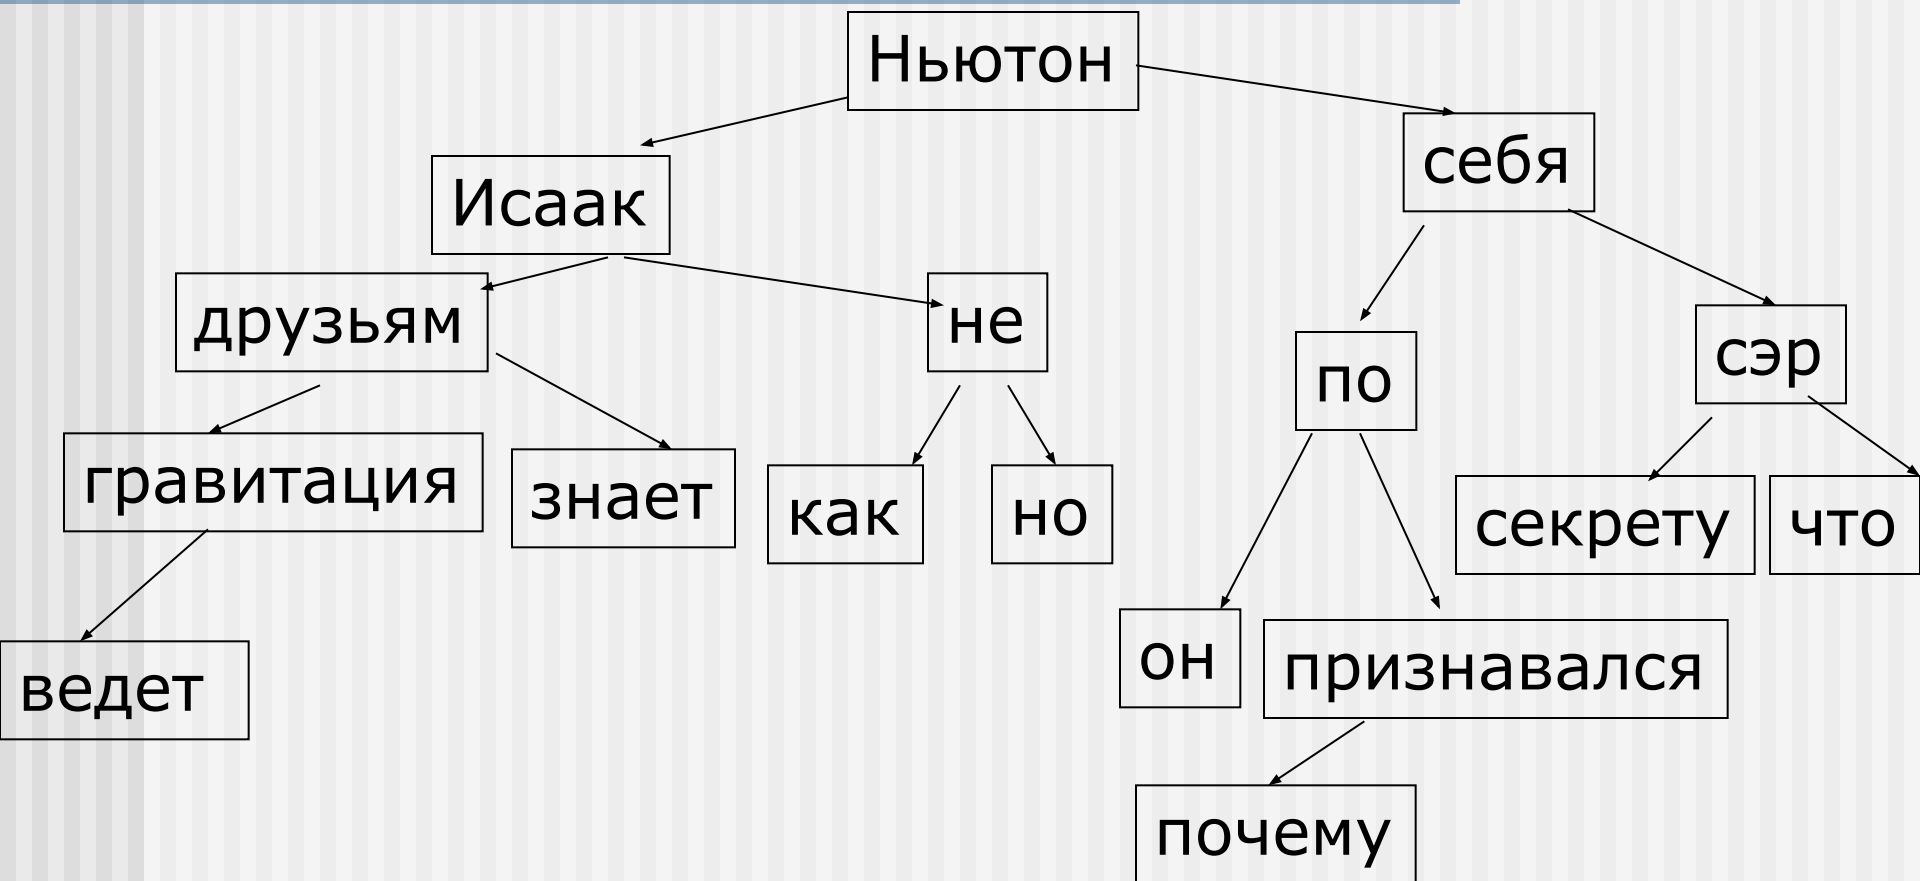 Ньютон
себя
Исаак
друзьям
не
сэр
по
гравитация
знает
как
но
секрету
что
он
признавался
ведет
почему